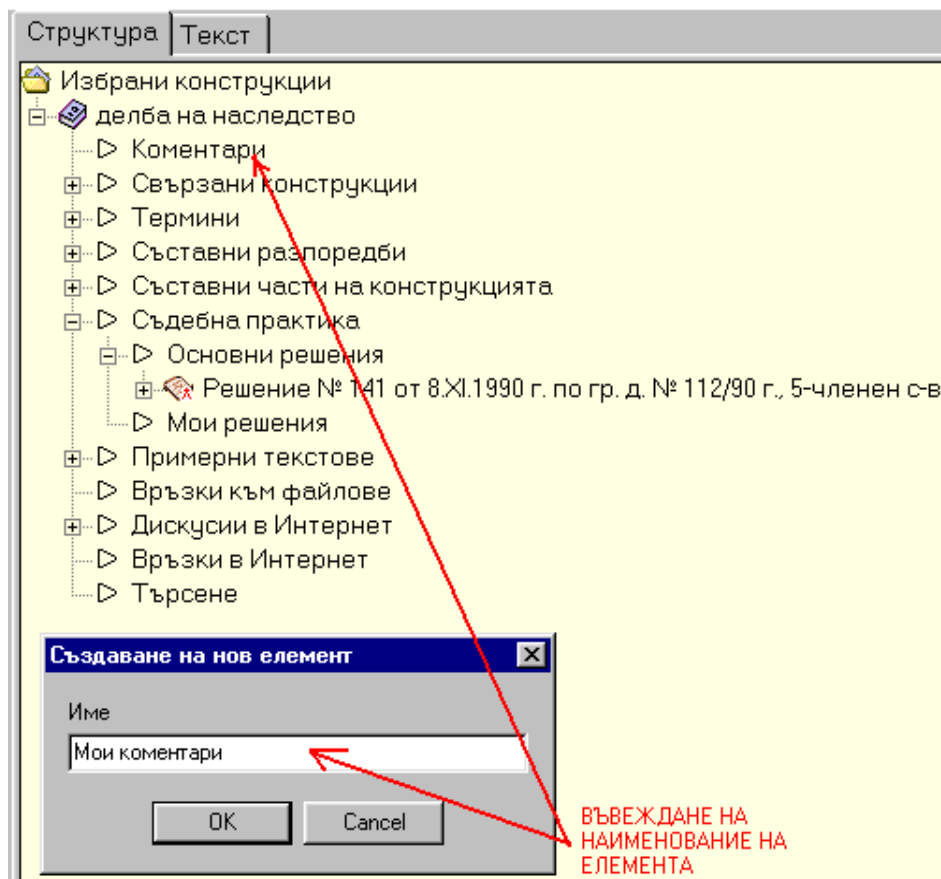 Структура
Текст
Избрани конструкции
делба на наследство
Коментари
Свързани конструкции
Термини
Съставни разпоредби
Съставни части на конструкцията
Съдебна практика
Основни решения
Решение № 141 от 8.XI.1990 г. по гр. д. № 112/90 г., 5-членен с-в
Мои решения
Примерни текстове
Връзки към файлове
Дискусии в Интернет
Връзки в Интернет
Търсене
Създаване на нов елемент
Име
Мои коментари
OK
Cancel
ВЪВЕЖДАНЕ НА
НАИМЕНОВАНИЕ НА
ЕЛЕМЕНТА